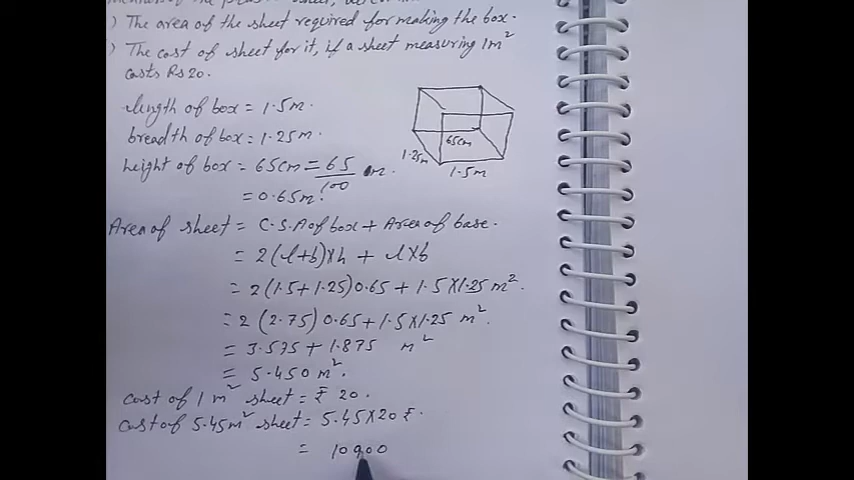 ) The area of the sheet required for making the box.
) The cost of sheet for it, if a sheet measuring 1m²
costs Rs 20.
length of box = 1.5m.
breadth of box = 1.25m.
height of box = 65cm = 65/100 m.
= 0.65m.
65cm
1.25m
1.5m
Area of sheet = C.S.A of box + Area of base.
= 2(l+b)×h + l×b
= 2(1.5+1.25)0.65 + 1.5×1.25 m².
= 2(2.75)0.65+1.5×1.25 m².
= 3.575+1.875 m²
= 5.450 m².
Cost of 1 m² sheet = ₹ 20.
Cost of 5.45m² sheet = 5.45×20 ₹.
= 10900